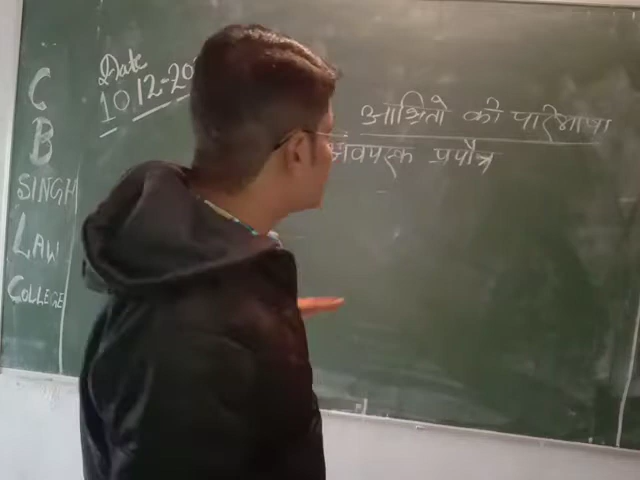 C
B
SINGH
LAW
COLLEGE
Date
10-12-20
आश्रितो की परिभाषा
अवयस्क प्रपौत्र